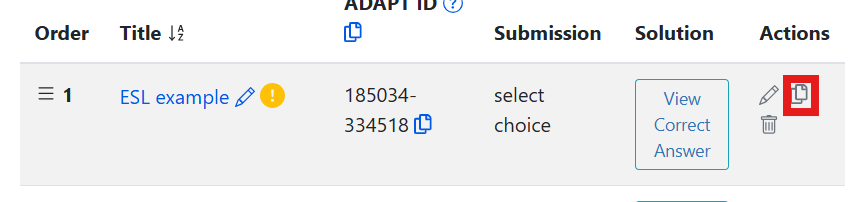 ADAPT ID ?
Order Title Submission Solution Actions
1 ESL example ! 185034-
334518 select
choice View
Correct
Answer